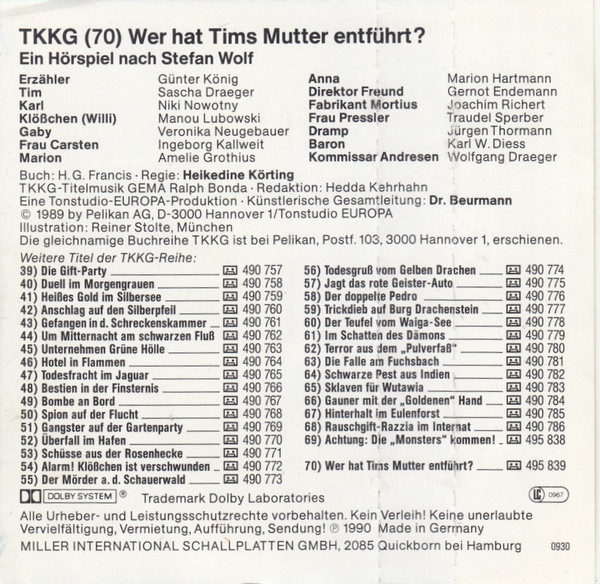 TKKG (70) Wer hat Tims Mutter entführt?
Ein Hörspiel nach Stefan Wolf
Erzähler Günter König
Tim Sascha Draeger
Karl Niki Nowotny
Klößchen (Willi) Manou Lubowski
Gaby Veronika Neugebauer
Frau Carsten Ingeborg Kallweit
Marion Amelie Grothius
Anna Marion Hartmann
Direktor Freund Gernot Endemann
Fabrikant Mortius Joachim Richert
Frau Pressler Traudel Sperber
Dramp Jürgen Thormann
Baron Karl W. Diess
Kommissar Andresen Wolfgang Draeger
Buch: H. G. Francis · Regie: Heikedine Körting
TKKG-Titelmusik GEMA Ralph Bonda · Redaktion: Hedda Kehrhahn
Eine Tonstudio-EUROPA-Produktion · Künstlerische Gesamtleitung: Dr. Beurmann
© 1989 by Pelikan AG, D-3000 Hannover 1/Tonstudio EUROPA
Illustration: Reiner Stolte, München
Die gleichnamige Buchreihe TKKG ist bei Pelikan, Postf. 103, 3000 Hannover 1, erschienen.
Weitere Titel der TKKG-Reihe:
39) Die Gift-Party 490 757
40) Duell im Morgengrauen 490 758
41) Heißes Gold im Silbersee 490 759
42) Anschlag auf den Silberpfeil 490 760
43) Gefangen in d. Schreckenskammer 490 761
44) Um Mitternacht am schwarzen Fluß 490 762
45) Unternehmen Grüne Hölle 490 763
46) Hotel in Flammen 490 764
47) Todesfracht im Jaguar 490 765
48) Bestien in der Finsternis 490 766
49) Bombe an Bord 490 767
50) Spion auf der Flucht 490 768
51) Gangster auf der Gartenparty 490 769
52) Überfall im Hafen 490 770
53) Schüsse aus der Rosenhecke 490 771
54) Alarm! Klößchen ist verschwunden 490 772
55) Der Mörder a. d. Schauerwald 490 773
56) Todesgruß vom Gelben Drachen 490 774
57) Jagt das rote Geister-Auto 490 775
58) Der doppelte Pedro 490 776
59) Trickdieb auf Burg Drachenstein 490 777
60) Der Teufel vom Waiga-See 490 778
61) Im Schatten des Dämons 490 779
62) Terror aus dem „Pulverfaß" 490 780
63) Die Falle am Fuchsbach 490 781
64) Schwarze Pest aus Indien 490 782
65) Sklaven für Wutawia 490 783
66) Gauner mit der „Goldenen" Hand 490 784
67) Hinterhalt im Eulenforst 490 785
68) Rauschgift-Razzia im Internat 490 786
69) Achtung: Die „Monsters" kommen! 495 838
70) Wer hat Tims Mutter entführt? 495 839
DOLBY SYSTEM ® Trademark Dolby Laboratories
LC 0967
Alle Urheber- und Leistungsschutzrechte vorbehalten. Kein Verleih! Keine unerlaubte
Vervielfältigung, Vermietung, Aufführung, Sendung! ℗ 1990 Made in Germany
MILLER INTERNATIONAL SCHALLPLATTEN GMBH, 2085 Quickborn bei Hamburg 0930